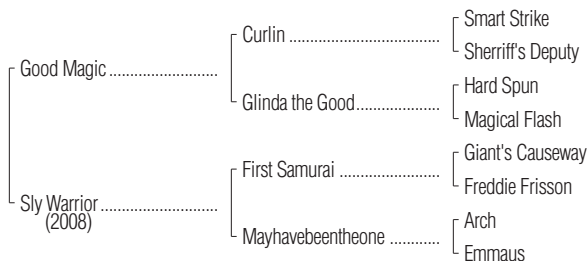 Smart Strike
Curlin
Sherriff's Deputy
Good Magic
Hard Spun
Glinda the Good
Magical Flash
Giant's Causeway
First Samurai
Freddie Frisson
Sly Warrior
(2008)
Arch
Mayhavebeentheone
Emmaus